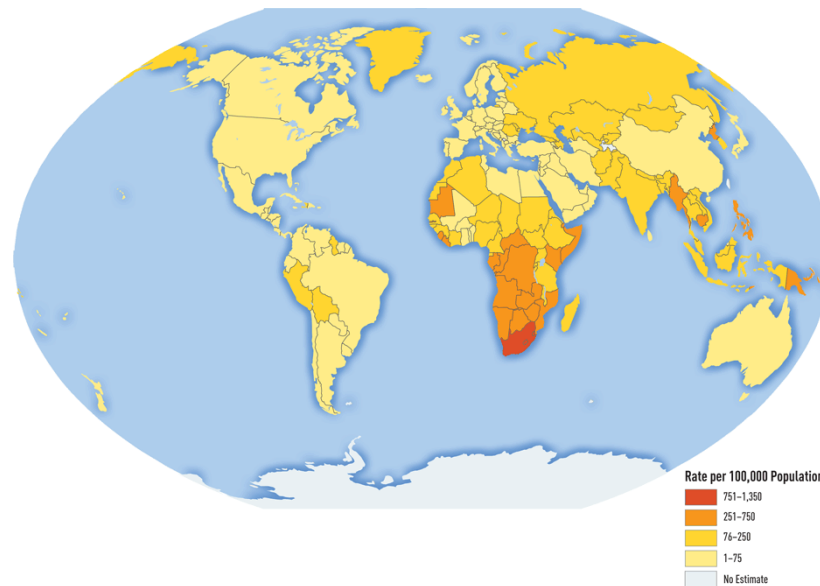 Rate per 100,000 Population
751–1,350
251–750
76–250
1–75
No Estimate